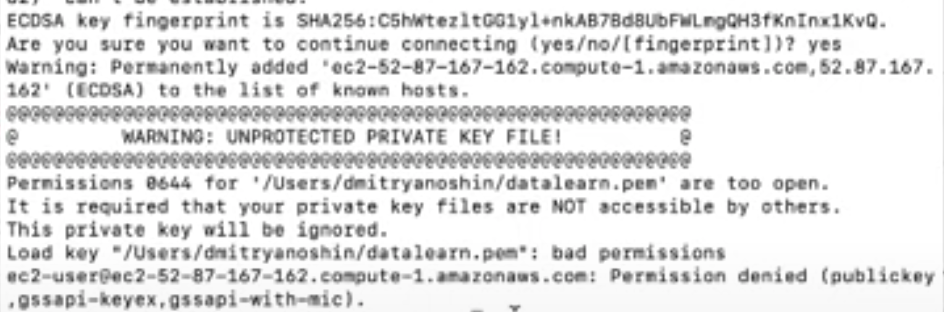 can't be established.
ECDSA key fingerprint is SHA256:C5hWtezltGG1yl+nkAB7Bd8UbFWLmgQH3fKnInx1KvQ.
Are you sure you want to continue connecting (yes/no/[fingerprint])? yes
Warning: Permanently added 'ec2-52-87-167-162.compute-1.amazonaws.com,52.87.167.
162' (ECDSA) to the list of known hosts.
@@@@@@@@@@@@@@@@@@@@@@@@@@@@@@@@@@@@@@@@@@@@@@@@@@@@@@@@@@@
@         WARNING: UNPROTECTED PRIVATE KEY FILE!          @
@@@@@@@@@@@@@@@@@@@@@@@@@@@@@@@@@@@@@@@@@@@@@@@@@@@@@@@@@@@
Permissions 0644 for '/Users/dmitryanoshin/datalearn.pem' are too open.
It is required that your private key files are NOT accessible by others.
This private key will be ignored.
Load key "/Users/dmitryanoshin/datalearn.pem": bad permissions
ec2-user@ec2-52-87-167-162.compute-1.amazonaws.com: Permission denied (publickey
,gssapi-keyex,gssapi-with-mic).